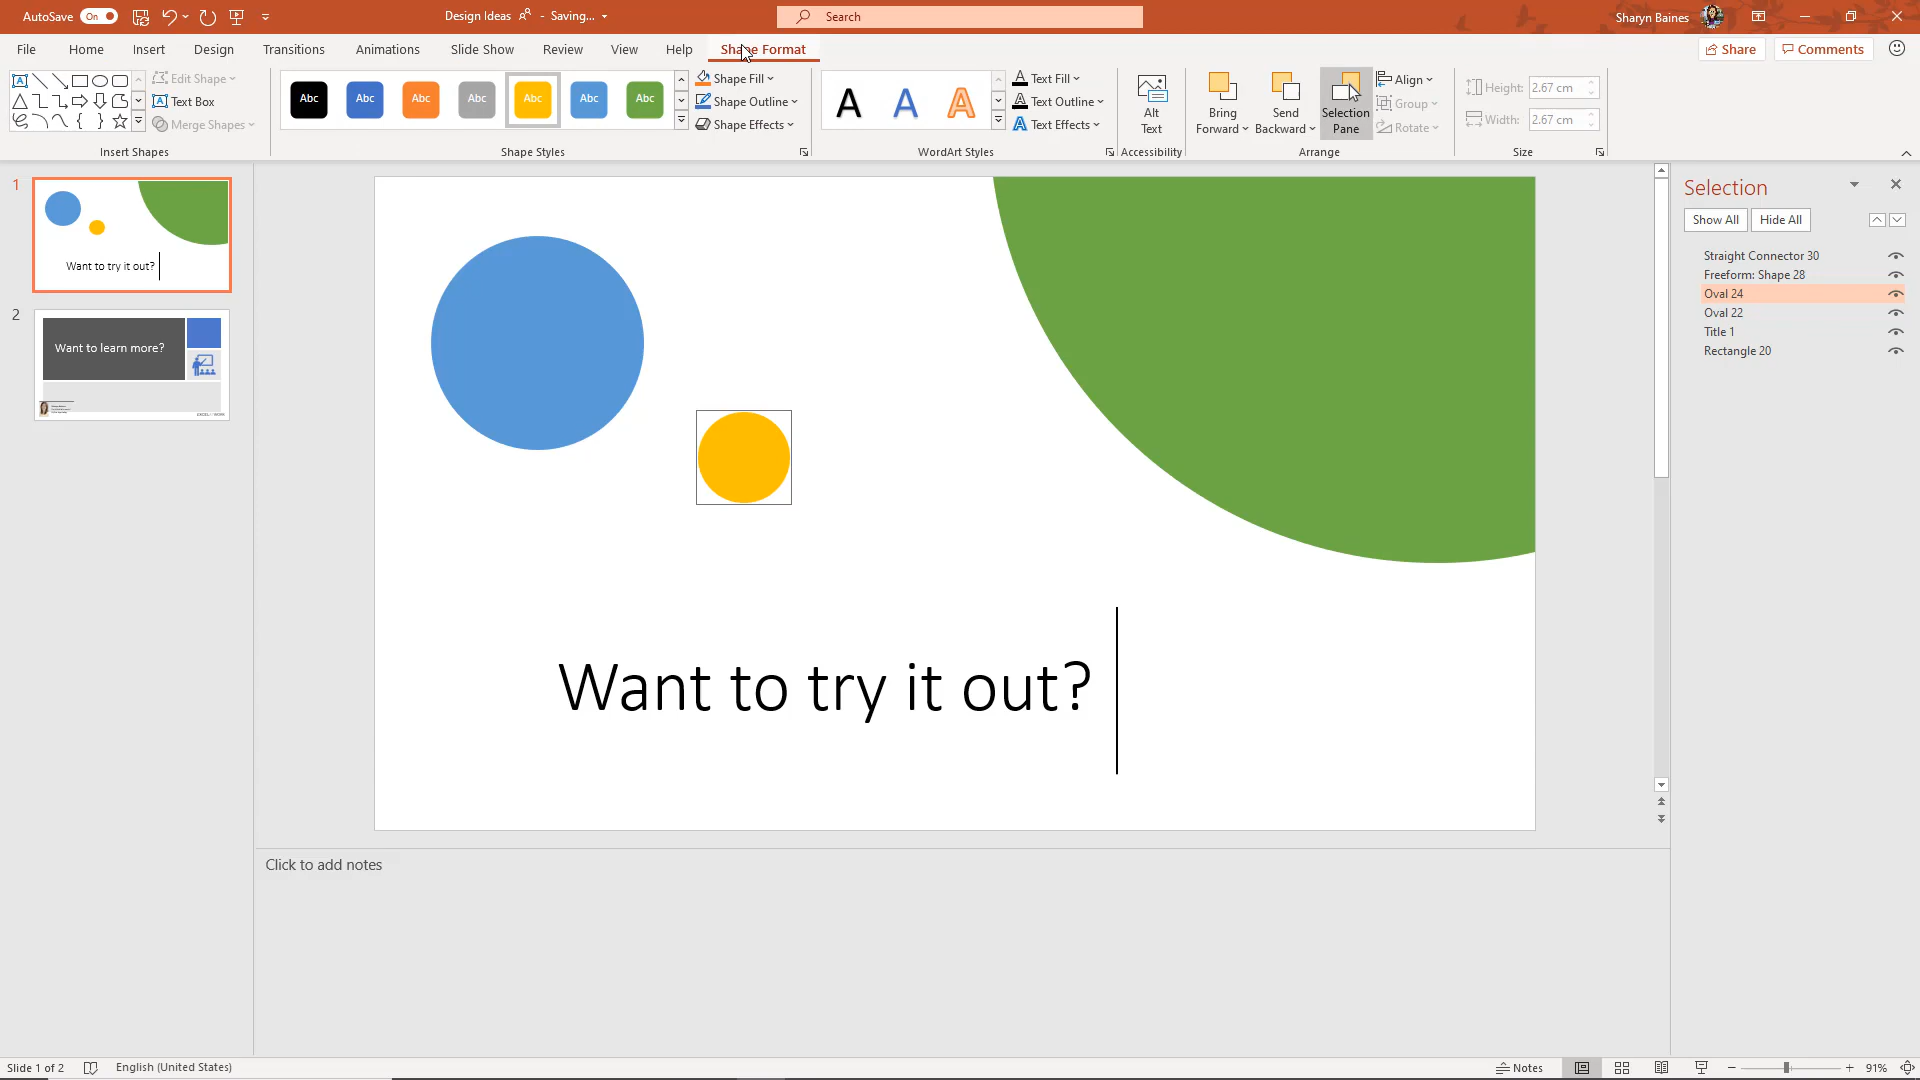 AutoSave On Design Ideas - Saving... Search Sharyn Baines
File Home Insert Design Transitions Animations Slide Show Review View Help Shape Format Share Comments
Edit Shape
Text Box
Merge Shapes
Insert Shapes
Abc Abc Abc Abc Abc Abc Abc
Shape Fill
Shape Outline
Shape Effects
Shape Styles
A A A
Text Fill
Text Outline
Text Effects
WordArt Styles
Alt
Text
Accessibility
Bring
Forward
Send
Backward
Selection
Pane
Align
Group
Rotate
Arrange
Height: 2.67 cm
Width: 2.67 cm
Size
1
Want to try it out?
2
Want to learn more?
Want to try it out?
Click to add notes
Selection
Show All Hide All
Straight Connector 30
Freeform: Shape 28
Oval 24
Oval 22
Title 1
Rectangle 20
Slide 1 of 2 English (United States) Notes 91%